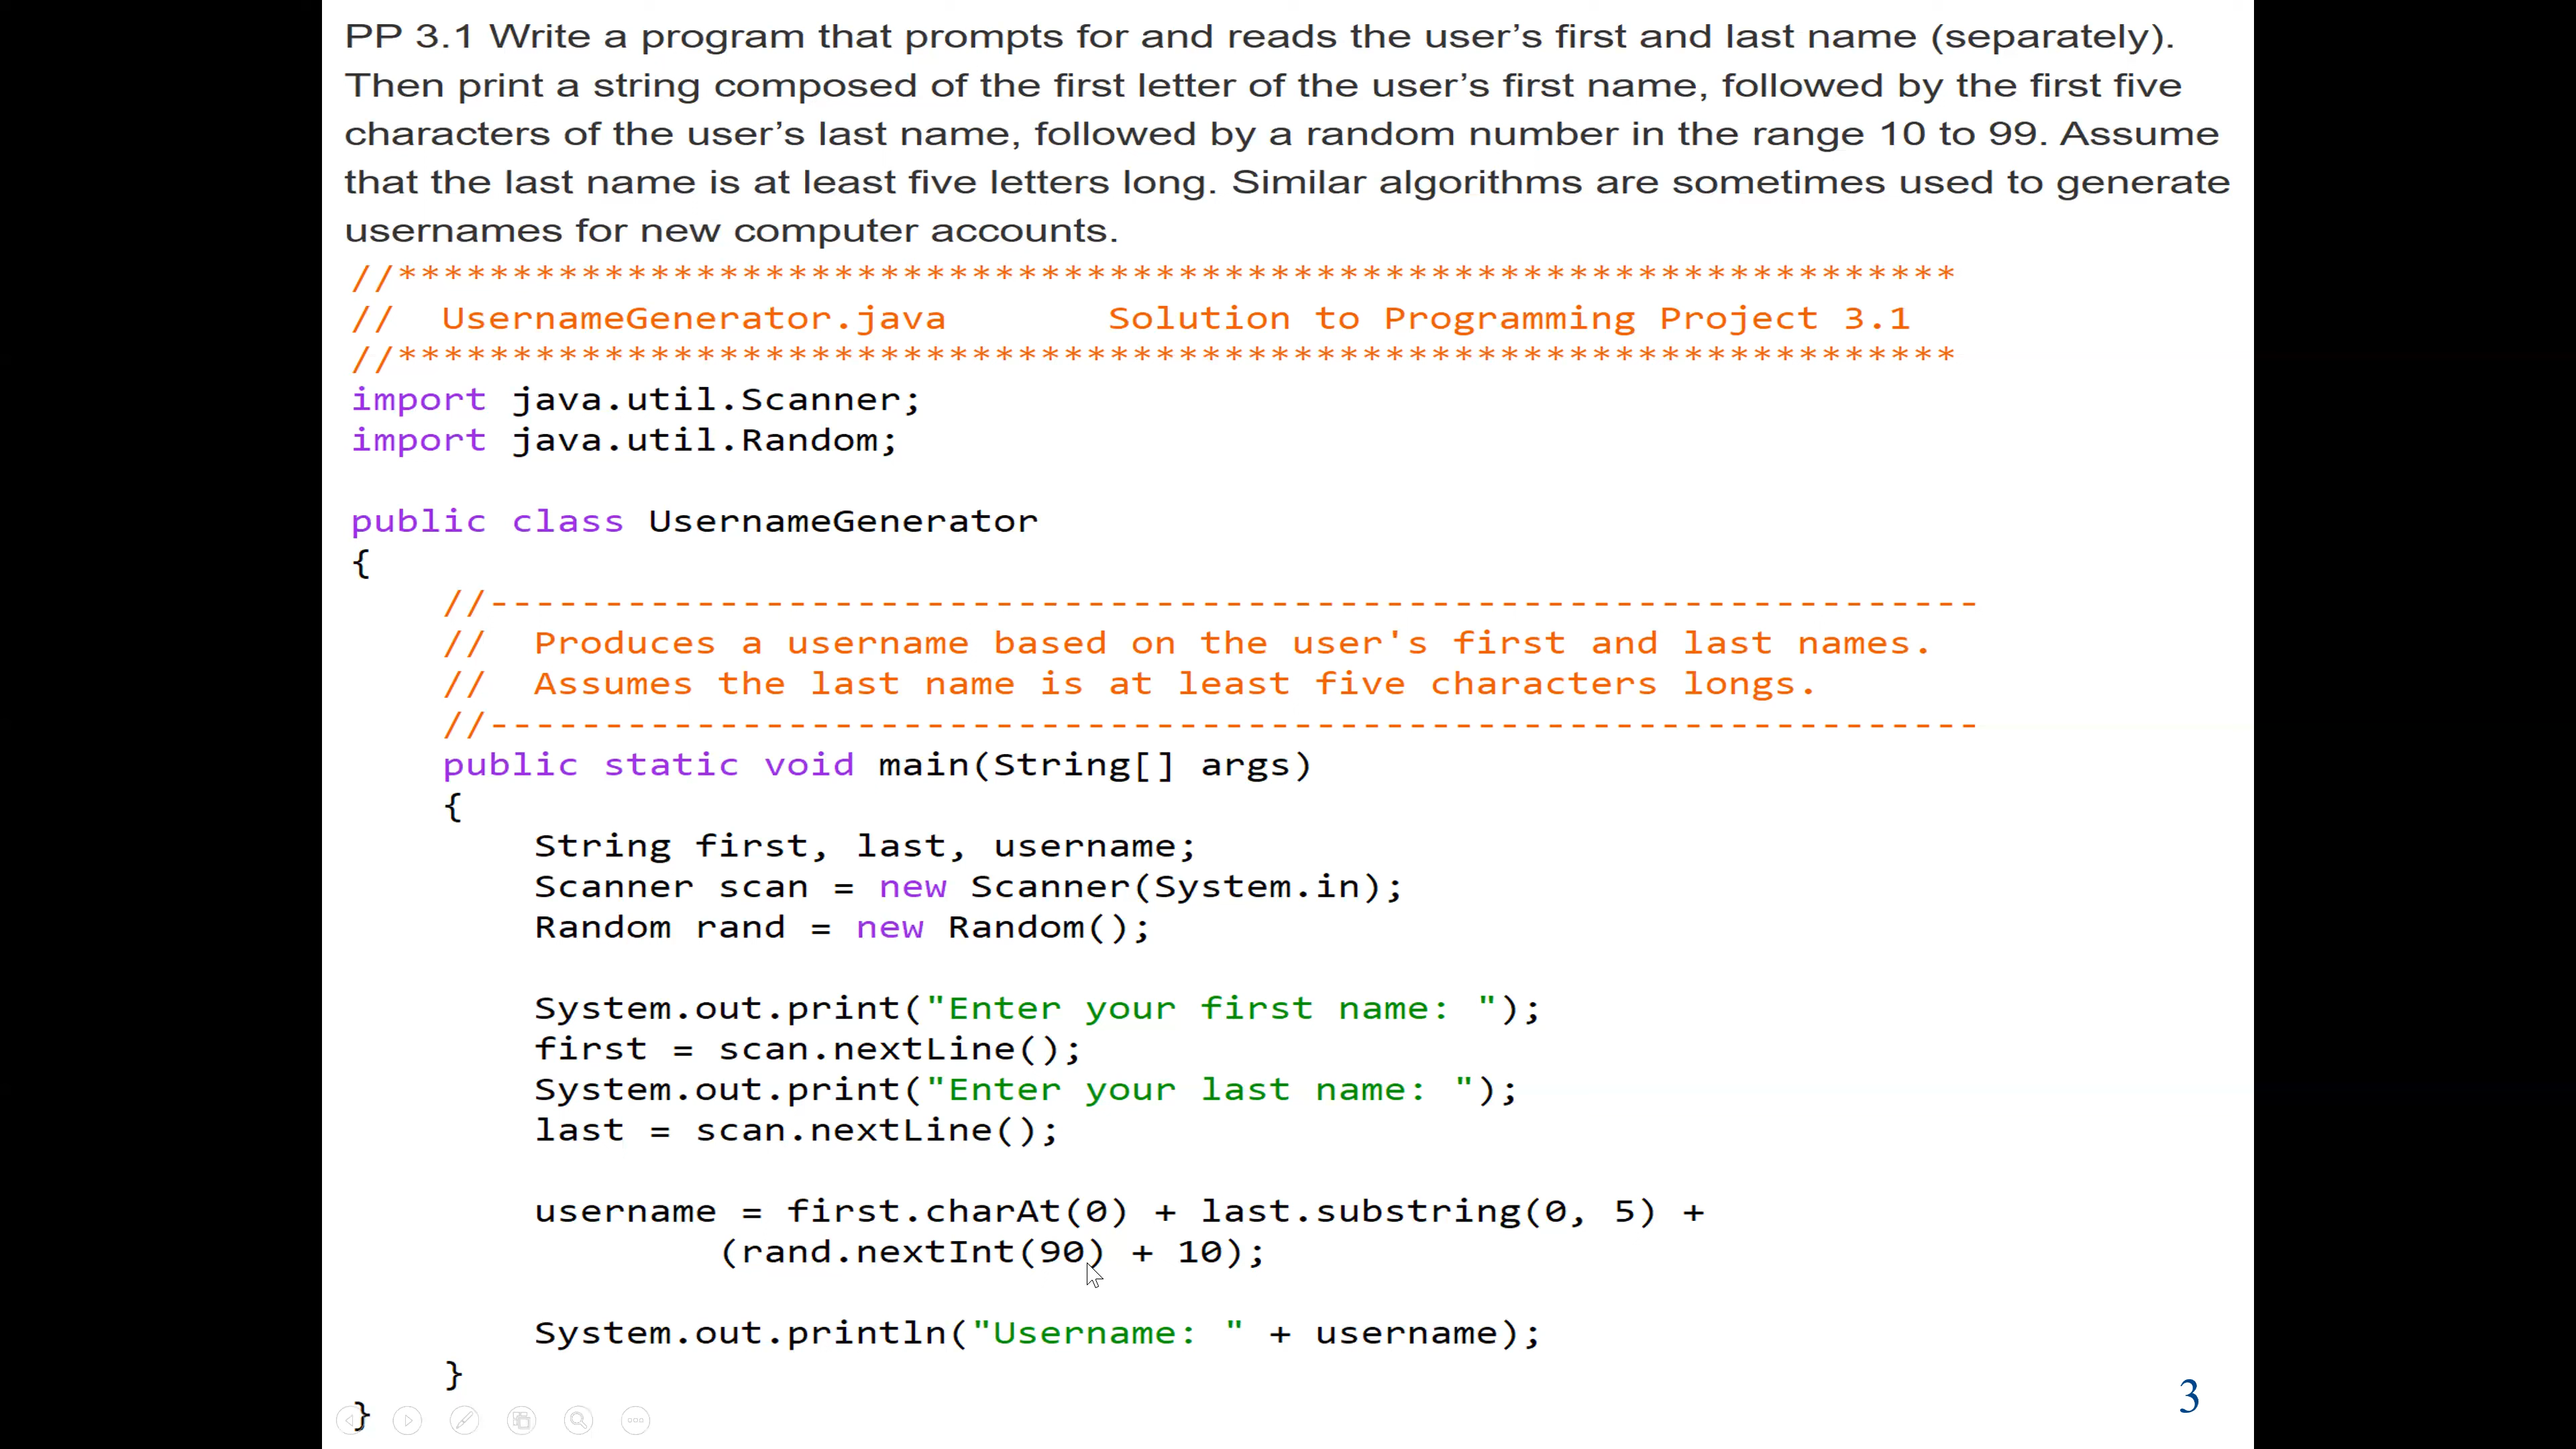 PP 3.1 Write a program that prompts for and reads the user’s first and last name (separately).
Then print a string composed of the first letter of the user’s first name, followed by the first five
characters of the user’s last name, followed by a random number in the range 10 to 99. Assume
that the last name is at least five letters long. Similar algorithms are sometimes used to generate
usernames for new computer accounts.
//********************************************************************
//  UsernameGenerator.java       Solution to Programming Project 3.1
//********************************************************************
import java.util.Scanner;
import java.util.Random;
public class UsernameGenerator
{
//-----------------------------------------------------------------
//  Produces a username based on the user's first and last names.
//  Assumes the last name is at least five characters longs.
//-----------------------------------------------------------------
public static void main(String[] args)
{
String first, last, username;
Scanner scan = new Scanner(System.in);
Random rand = new Random();
System.out.print("Enter your first name: ");
first = scan.nextLine();
System.out.print("Enter your last name: ");
last = scan.nextLine();
username = first.charAt(0) + last.substring(0, 5) +
(rand.nextInt(90) + 10);
System.out.println("Username: " + username);
}
}
3